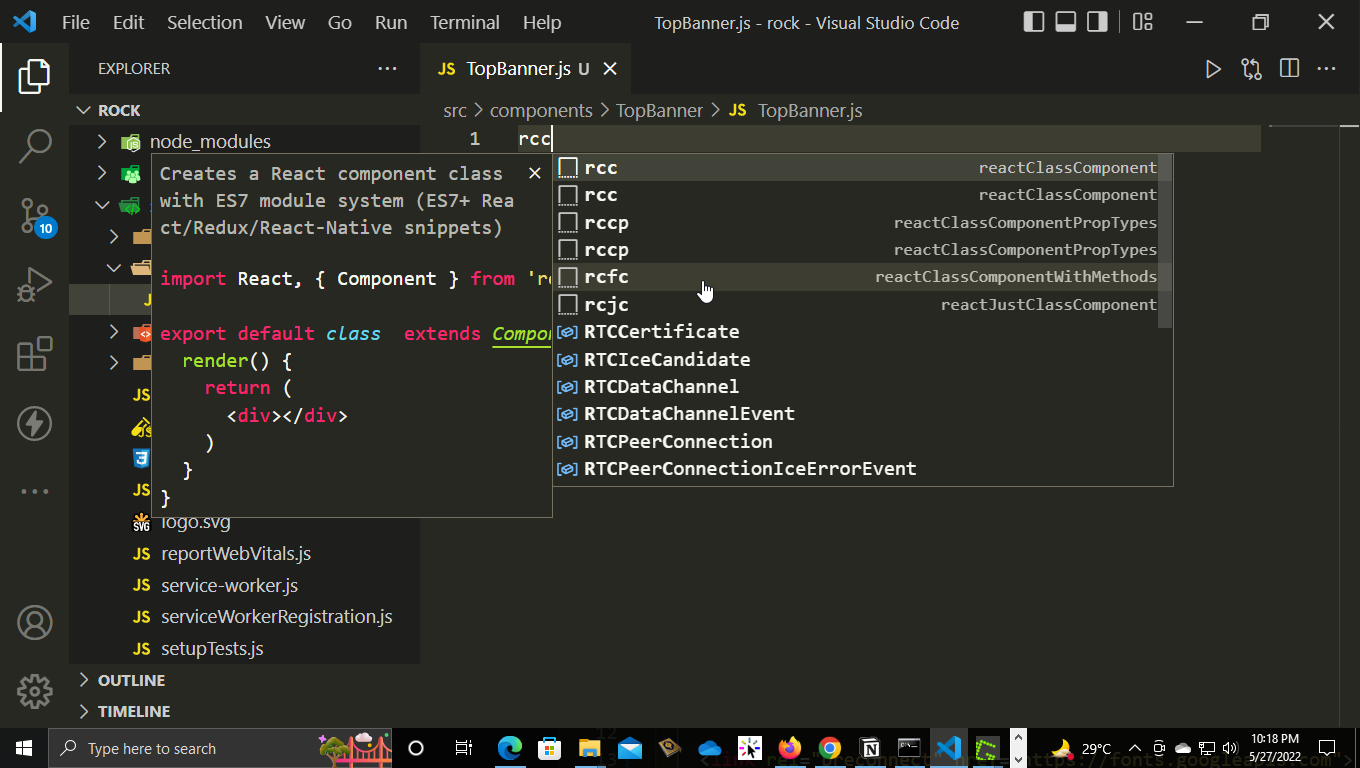 File Edit Selection View Go Run Terminal Help
TopBanner.js - rock - Visual Studio Code
EXPLORER
JS TopBanner.js U
ROCK
src > components > TopBanner > JS TopBanner.js
node_modules
1 rcc
Creates a React component class
with ES7 module system (ES7+ Rea
ct/Redux/React-Native snippets)
import React, { Component } from 're
export default class extends Compon
render() {
return (
<div></div>
)
}
}
rcc reactClassComponent
rcc reactClassComponent
rccp reactClassComponentPropTypes
rccp reactClassComponentPropTypes
rcfc reactClassComponentWithMethods
rcjc reactJustClassComponent
RTCCertificate
RTCIceCandidate
RTCDataChannel
RTCDataChannelEvent
RTCPeerConnection
RTCPeerConnectionIceErrorEvent
10
JS
JS
SVG logo.svg
JS reportWebVitals.js
JS service-worker.js
JS serviceWorkerRegistration.js
JS setupTests.js
OUTLINE
TIMELINE
Type here to search
29°C
10:18 PM
5/27/2022